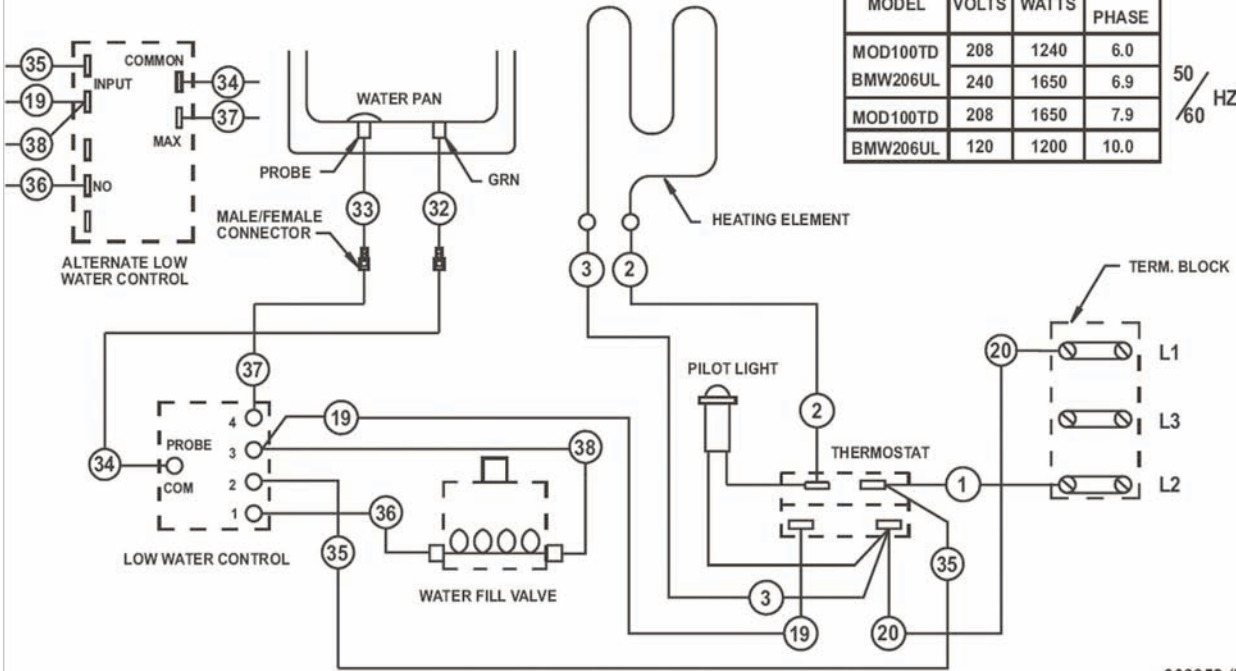 MODEL VOLTS WATTS PHASE
MOD100TD 208 1240 6.0
BMW206UL 240 1650 6.9
MOD100TD 208 1650 7.9
BMW206UL 120 1200 10.0
50/60 HZ
35
COMMON
INPUT
34
19
37
38
MAX
36
NO
ALTERNATE LOW
WATER CONTROL
WATER PAN
PROBE
GRN
33
32
MALE/FEMALE
CONNECTOR
HEATING ELEMENT
3
2
TERM. BLOCK
20
L1
L3
L2
PILOT LIGHT
2
THERMOSTAT
1
37
4
19
PROBE
3
38
34
COM
2
1
36
LOW WATER CONTROL
35
WATER FILL VALVE
35
3
19
20